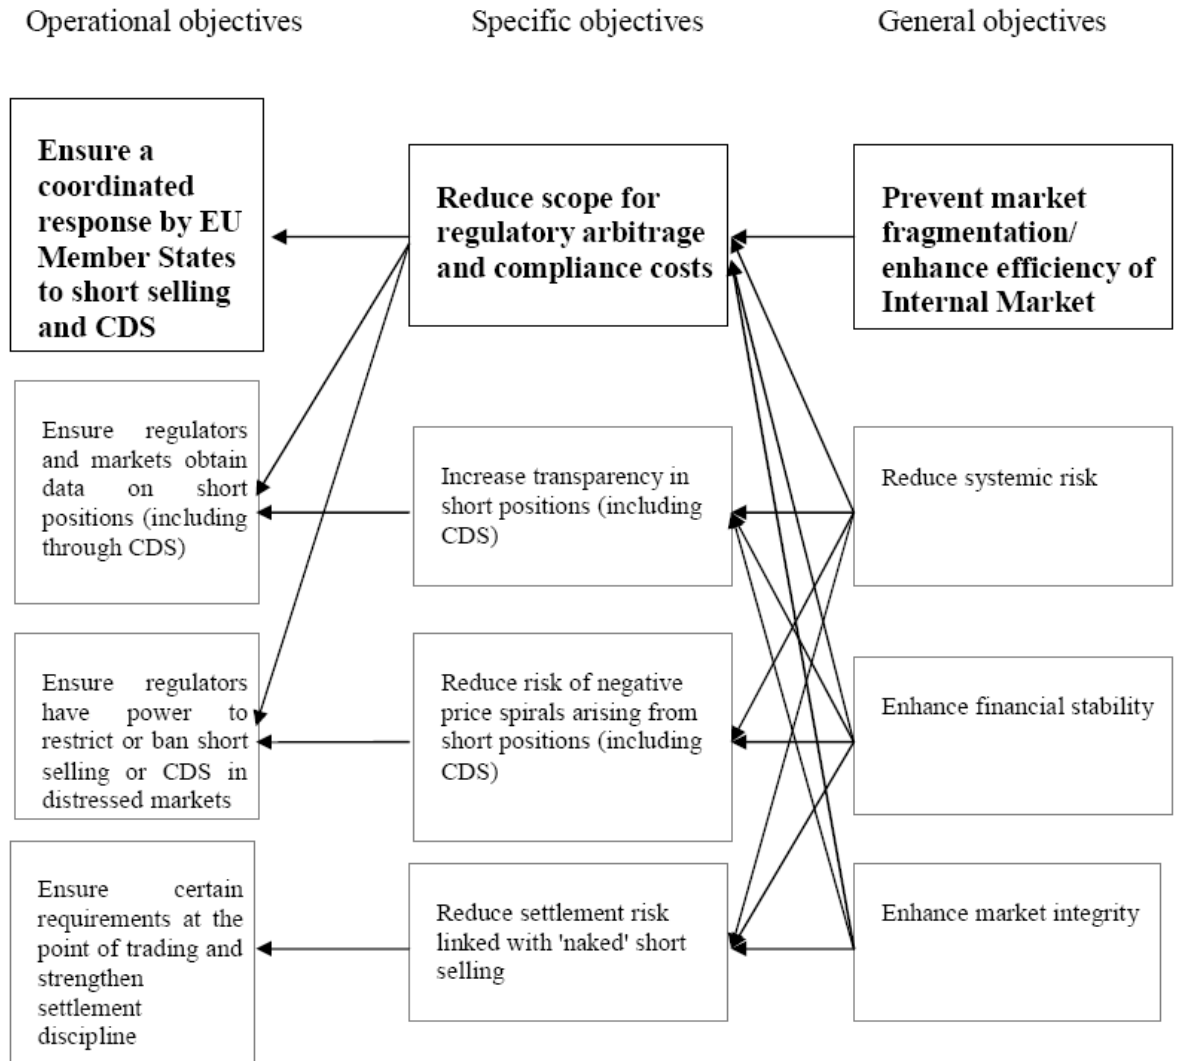 Operational objectives
Specific objectives
General objectives
Ensure a
coordinated
response by EU
Member States
to short selling
and CDS
Reduce scope for
regulatory arbitrage
and compliance costs
Prevent market
fragmentation/
enhance efficiency of
Internal Market
Ensure regulators
and markets obtain
data on short
positions (including
through CDS)
Increase transparency in
short positions (including
CDS)
Reduce systemic risk
Ensure regulators
have power to
restrict or ban short
selling or CDS in
distressed markets
Reduce risk of negative
price spirals arising from
short positions (including
CDS)
Enhance financial stability
Ensure certain
requirements at the
point of trading and
strengthen
settlement
discipline
Reduce settlement risk
linked with 'naked' short
selling
Enhance market integrity